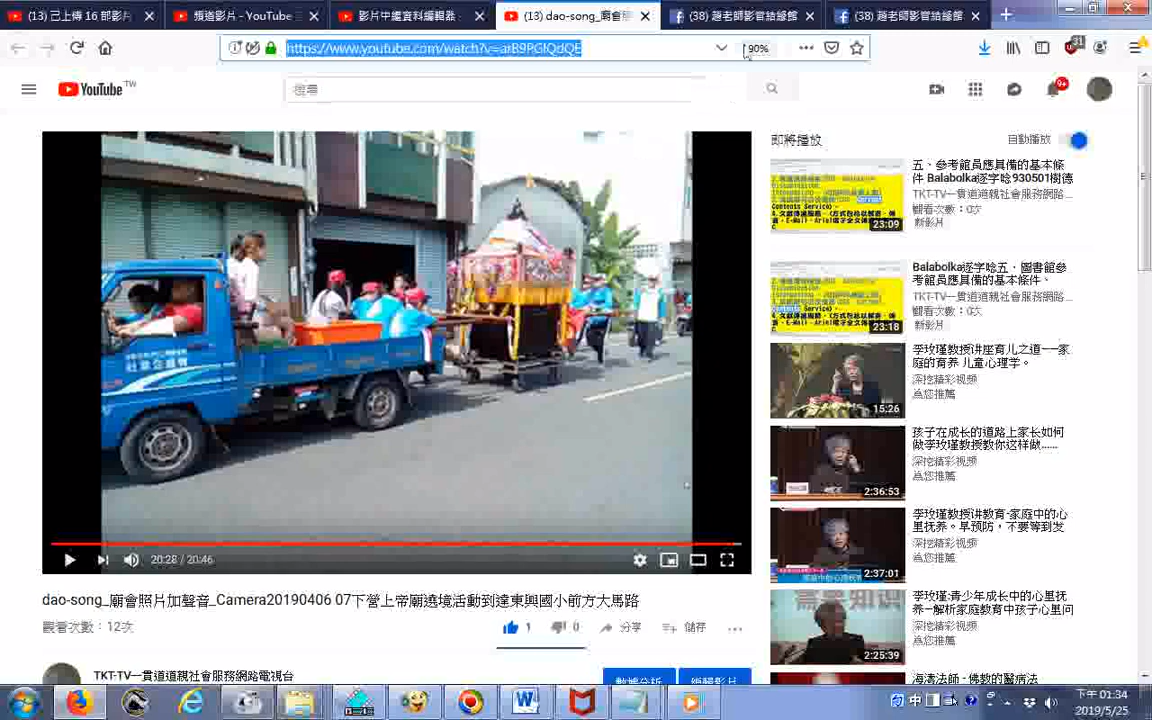 (13) 己上傳 16 部影片
頻道影片 - YouTube
影片中繼資料編輯器
(13) dao-song_廟會照
(38) 趙老師影音結緣館
(38) 趙老師影音結緣館
https://www.youtube.com/watch?v=arB9PGlQdQE
90%
31
YouTube TW
搜尋
9+
即將播放
自動播放
五、參考館員應具備的基本條
件 Balabolka逐字唸930501樹德
TKT-TV一貫道道親社會服務網路...
觀看次數：0次
新影片
23:09
Balabolka逐字唸五．圖書館參
考館員應具備的基本條件、
TKT-TV一貫道道親社會服務網路...
觀看次數：0次
新影片
23:18
李玫瑾教授讲座育儿之道一一家
庭的育养 儿童心理学。
深挖精彩视频
為您推薦
15:26
孩子在成长的道路上家长如何
做李玫瑾教授教你这样做......
深挖精彩视频
為您推薦
2:36:53
李玫瑾教授讲教育-家庭中的心
里抚养。早预防，不要等到发
深挖精彩视频
為您推薦
2:37:01
李玫瑾:青少年成长中的心里抚
养一解析家庭教育中孩子心里问
深挖精彩视频
為您推薦
2:25:39
海濤法師 - 佛教的醫病法
20:28 / 20:46
dao-song_廟會照片加聲音_Camera20190406 07下營上帝廟遶境活動到達東興國小前方大馬路
觀看次數：12次
1
0
分享
儲存
TKT-TV一貫道道親社會服務網路電視台
數據分析
編輯影片
中
下午 01:34
2019/5/25